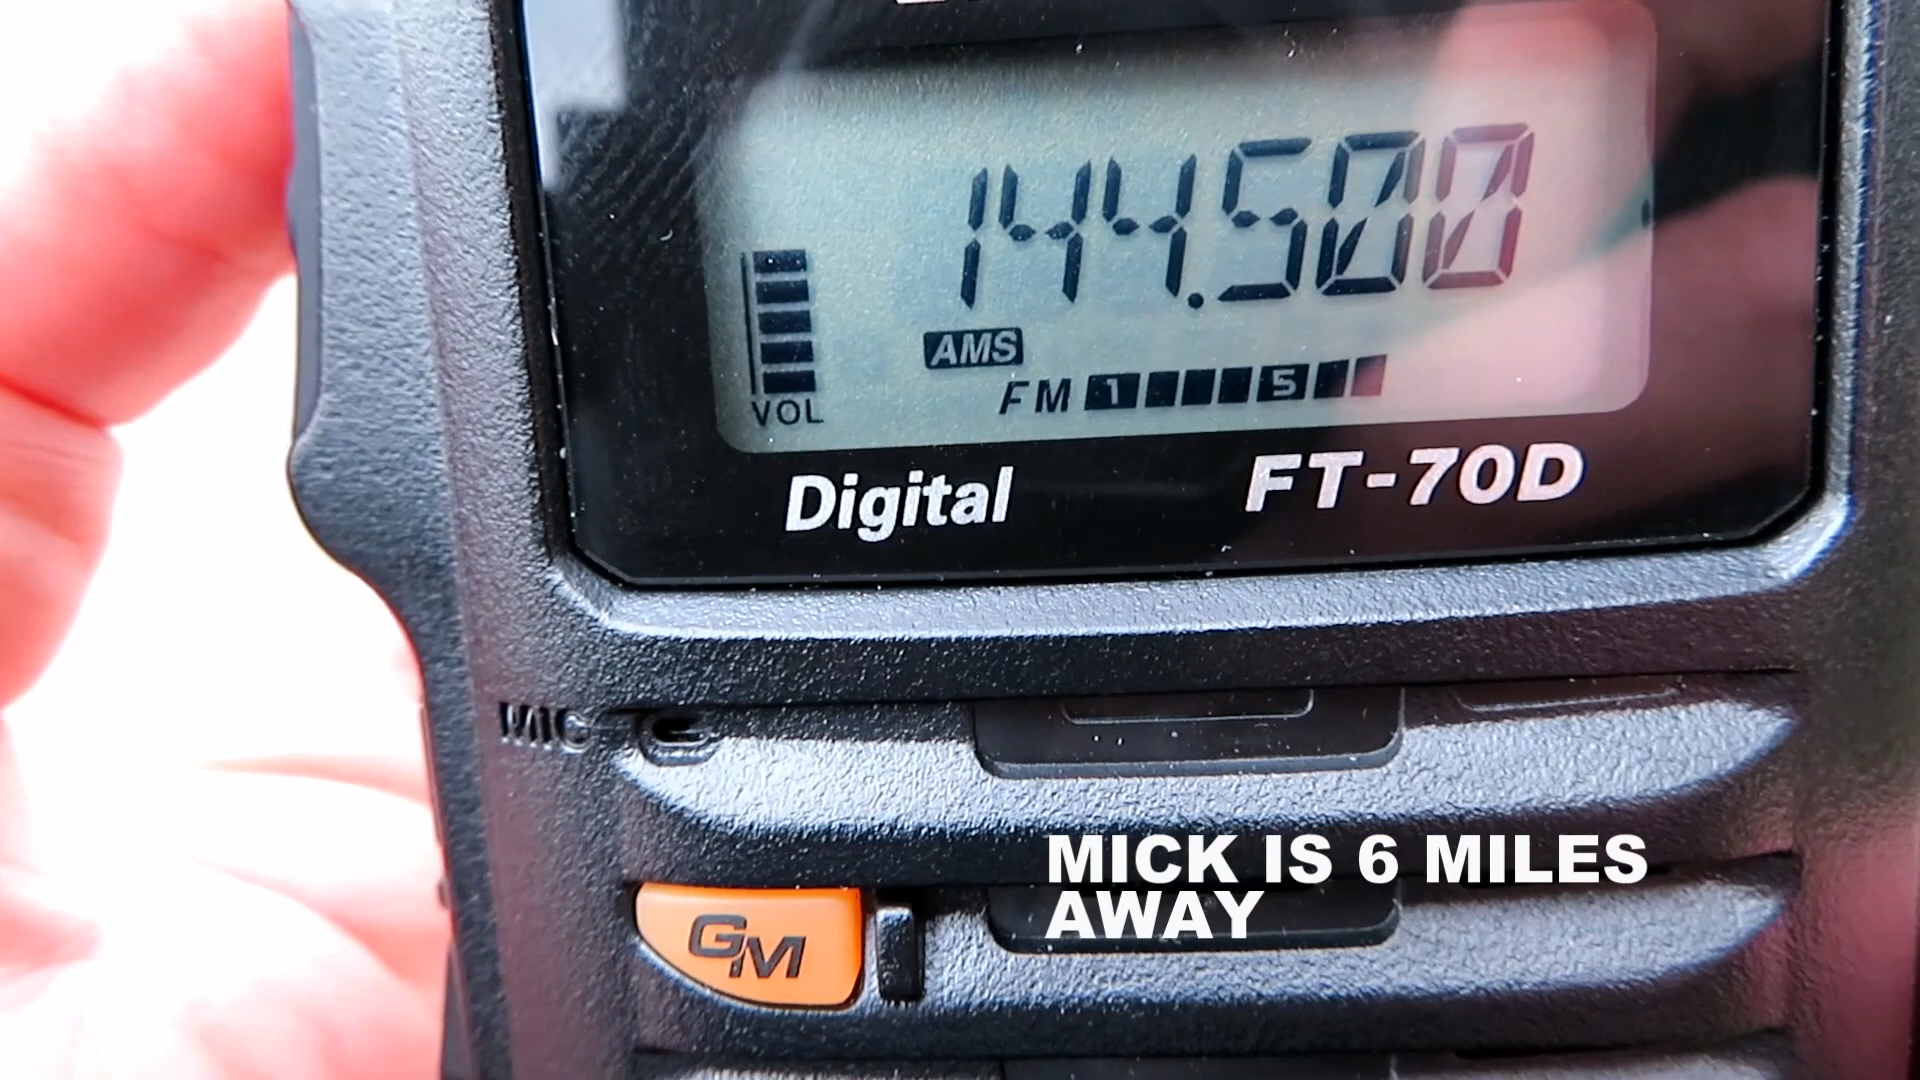 144.500
AMS
VOL
FM 1 5
Digital
FT-70D
MIC
GM
MICK IS 6 MILES
AWAY